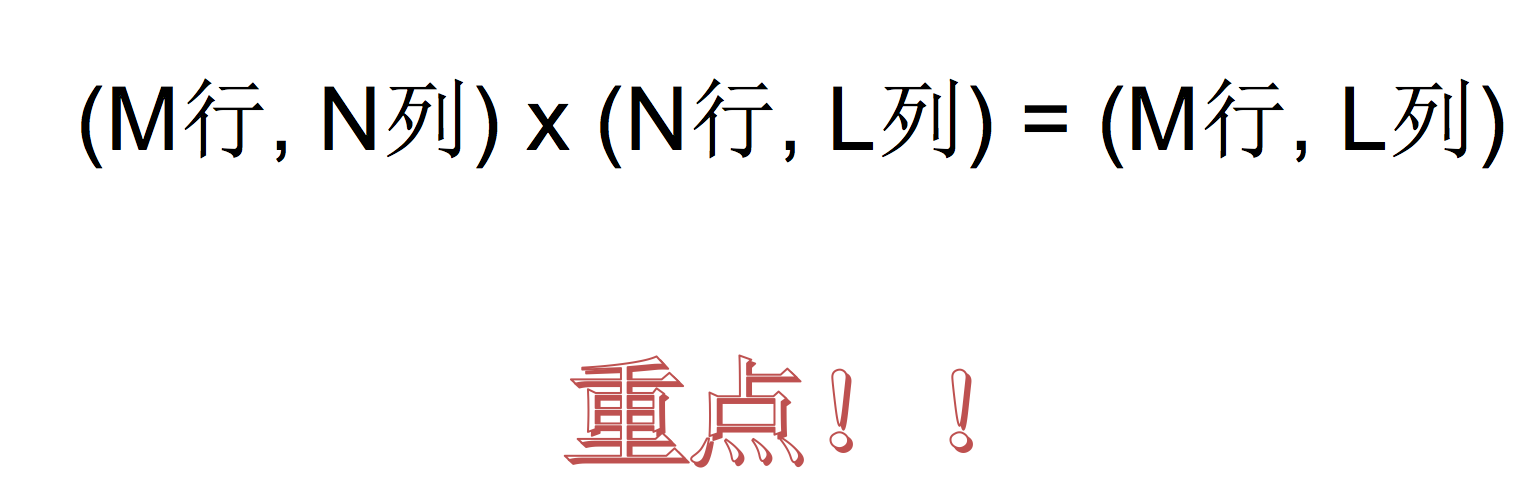 (M行, N列) x (N行, L列) = (M行, L列)
重点！！